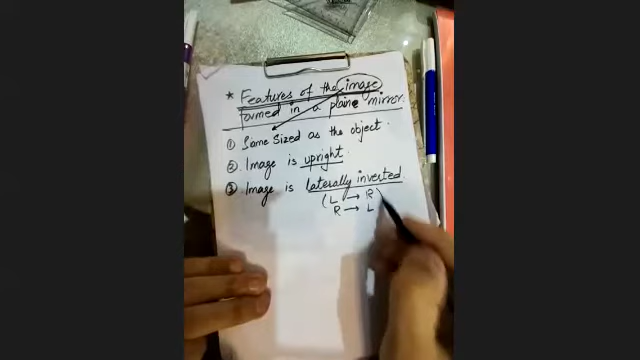 * Features of the image
formed in a plane mirror.
① Same sized as the object.
② Image is upright.
③ Image is laterally inverted
(L → R)
R → L